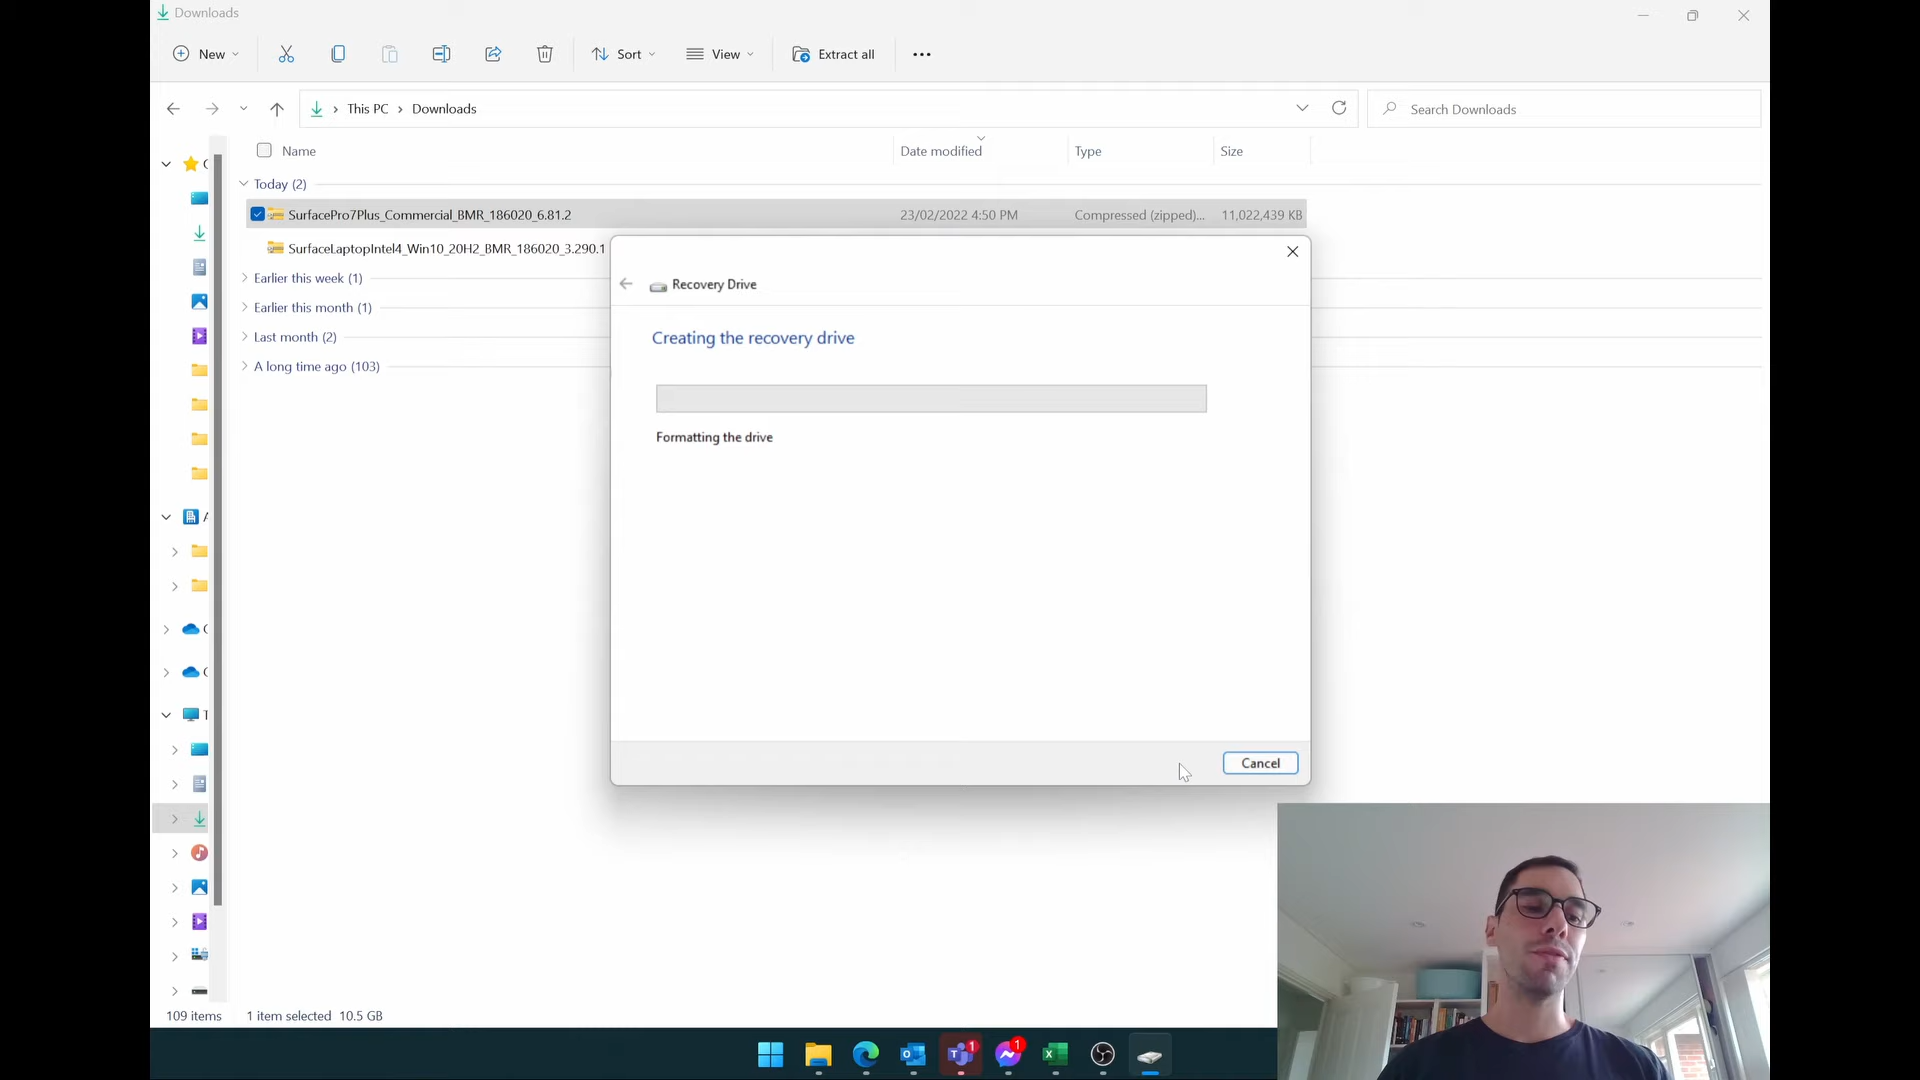 Downloads
New
Sort
View
Extract all
This PC
Downloads
Search Downloads
Name
Date modified
Type
Size
Today (2)
SurfacePro7Plus_Commercial_BMR_186020_6.81.2
23/02/2022 4:50 PM
Compressed (zipped)...
11,022,439 KB
SurfaceLaptopIntel4_Win10_20H2_BMR_186020_3.290.1
Earlier this week (1)
Earlier this month (1)
Last month (2)
A long time ago (103)
Recovery Drive
Creating the recovery drive
Formatting the drive
Cancel
109 items
1 item selected 10.5 GB
1
1